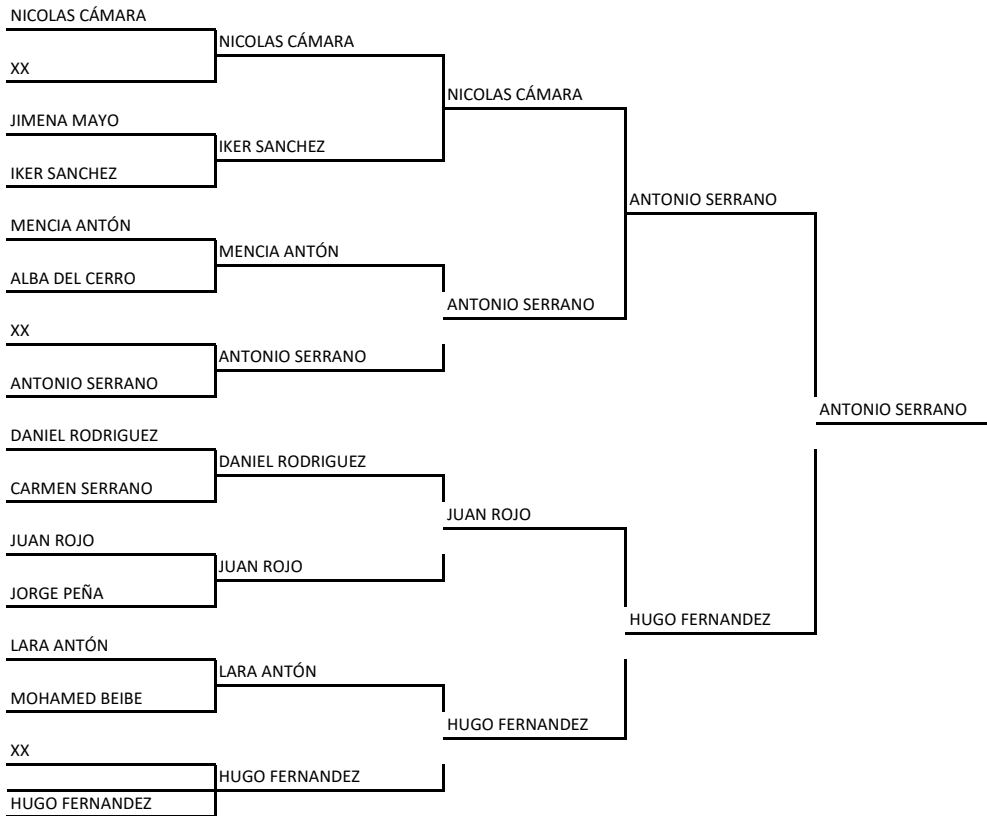 NICOLAS CÁMARA
NICOLAS CÁMARA
XX
NICOLAS CÁMARA
JIMENA MAYO
IKER SANCHEZ
IKER SANCHEZ
ANTONIO SERRANO
MENCIA ANTÓN
MENCIA ANTÓN
ALBA DEL CERRO
ANTONIO SERRANO
XX
ANTONIO SERRANO
ANTONIO SERRANO
ANTONIO SERRANO
DANIEL RODRIGUEZ
DANIEL RODRIGUEZ
CARMEN SERRANO
JUAN ROJO
JUAN ROJO
JUAN ROJO
JORGE PEÑA
HUGO FERNANDEZ
LARA ANTÓN
LARA ANTÓN
MOHAMED BEIBE
HUGO FERNANDEZ
XX
HUGO FERNANDEZ
HUGO FERNANDEZ